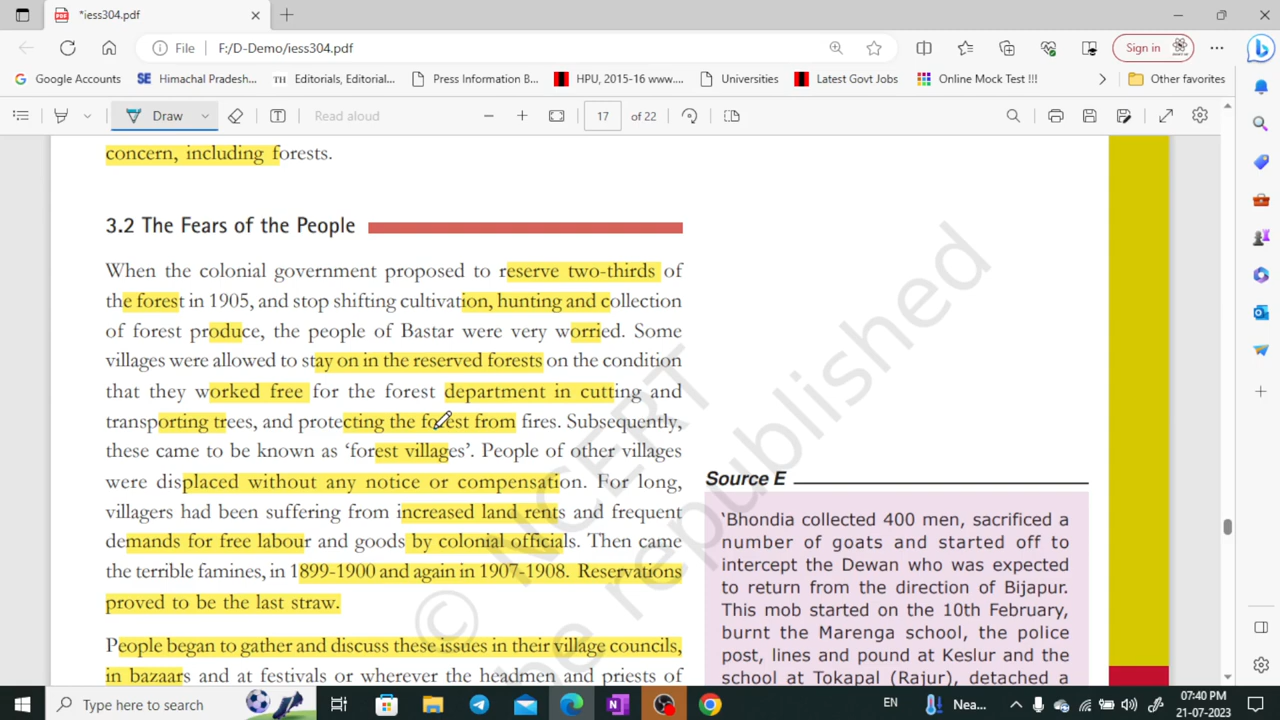 *iess304.pdf
File
F:/D-Demo/iess304.pdf
Sign in
Google Accounts
SE Himachal Pradesh...
TH Editorials, Editorial...
Press Information B...
HPU, 2015-16 www....
Universities
Latest Govt Jobs
Online Mock Test !!!
Other favorites
Draw
Read aloud
17 of 22
concern, including forests.
3.2 The Fears of the People
When the colonial government proposed to reserve two-thirds of
the forest in 1905, and stop shifting cultivation, hunting and collection
of forest produce, the people of Bastar were very worried. Some
villages were allowed to stay on in the reserved forests on the condition
that they worked free for the forest department in cutting and
transporting trees, and protecting the forest from fires. Subsequently,
these came to be known as ‘forest villages’. People of other villages
were displaced without any notice or compensation. For long,
villagers had been suffering from increased land rents and frequent
demands for free labour and goods by colonial officials. Then came
the terrible famines, in 1899-1900 and again in 1907-1908. Reservations
proved to be the last straw.
People began to gather and discuss these issues in their village councils,
in bazaars and at festivals or wherever the headmen and priests of
Source E
‘Bhondia collected 400 men, sacrificed a
number of goats and started off to
intercept the Dewan who was expected
to return from the direction of Bijapur.
This mob started on the 10th February,
burnt the Marenga school, the police
post, lines and pound at Keslur and the
school at Tokapal (Rajur), detached a
© NCERT
be republished
Type here to search
Nea...
EN
07:40 PM
21-07-2023